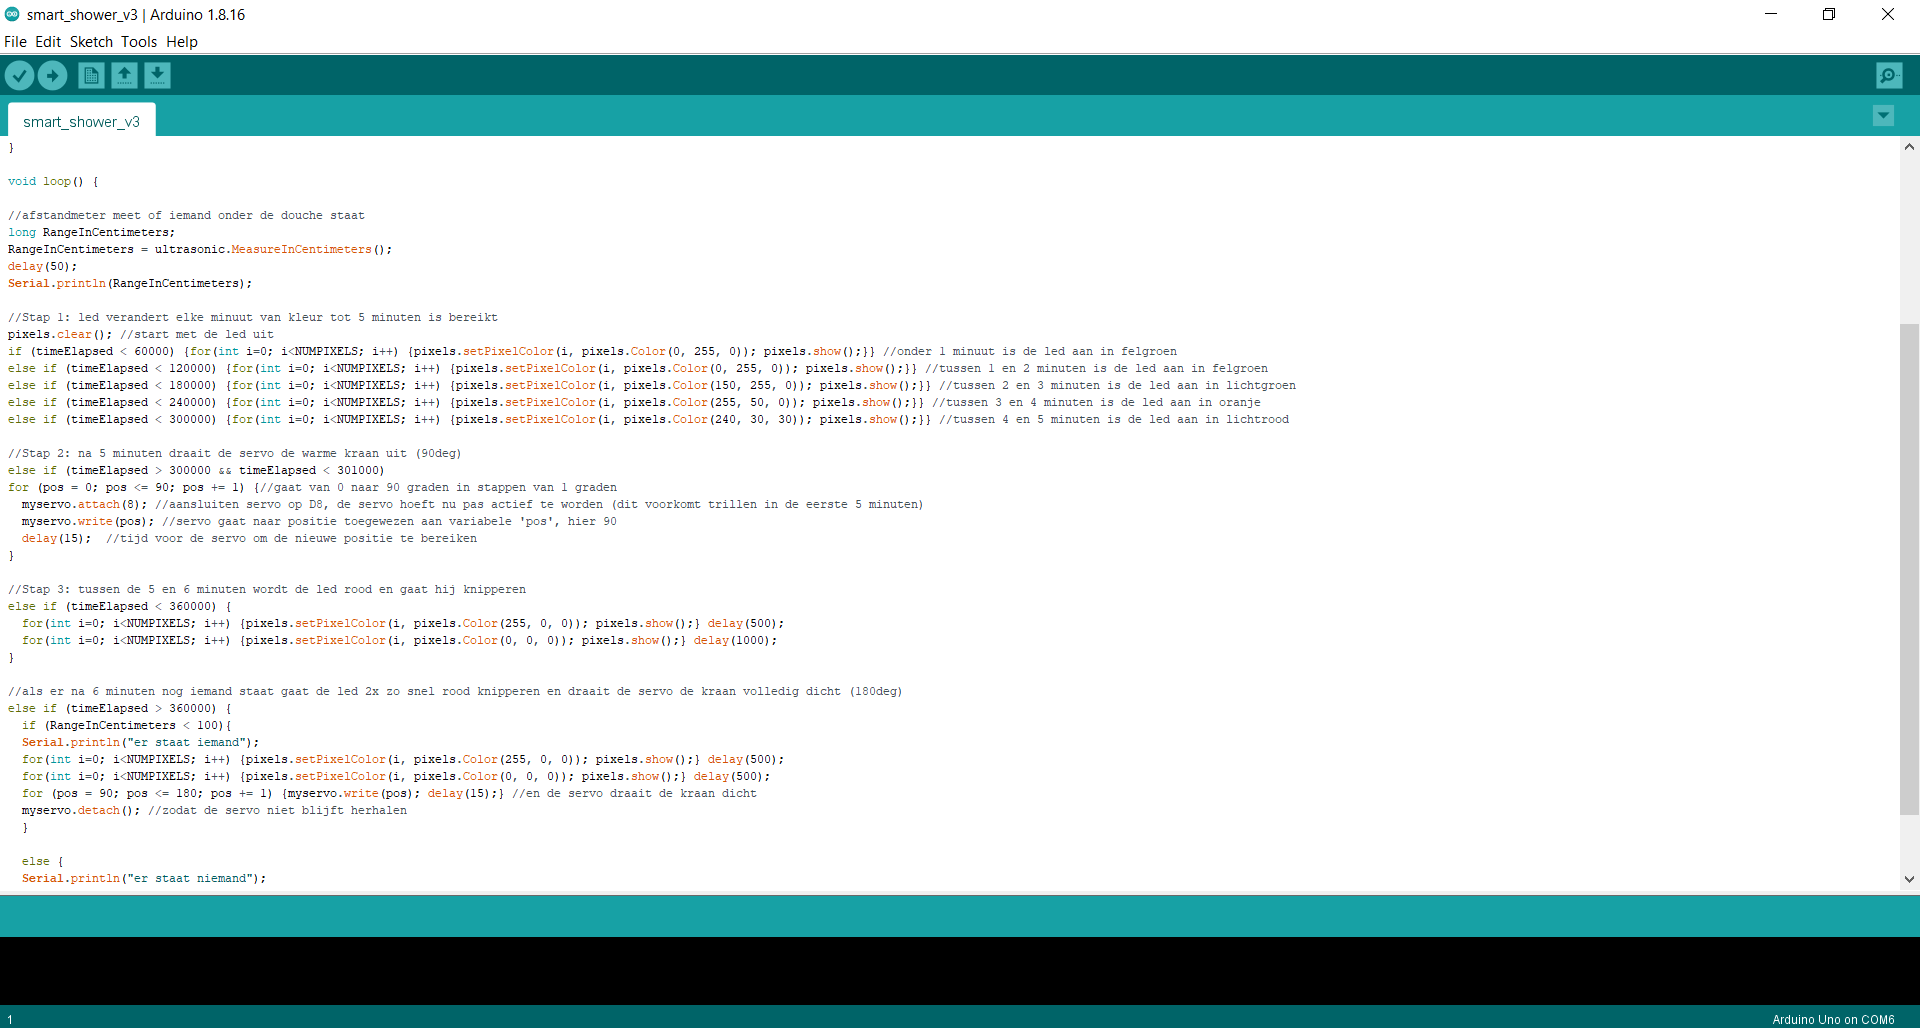 smart_shower_v3 | Arduino 1.8.16
File Edit Sketch Tools Help
smart_shower_v3
}
void loop() {
//afstandmeter meet of iemand onder de douche staat
long RangeInCentimeters;
RangeInCentimeters = ultrasonic.MeasureInCentimeters();
delay(50);
Serial.println(RangeInCentimeters);
//Stap 1: led verandert elke minuut van kleur tot 5 minuten is bereikt
pixels.clear(); //start met de led uit
if (timeElapsed < 60000) {for(int i=0; i<NUMPIXELS; i++) {pixels.setPixelColor(i, pixels.Color(0, 255, 0)); pixels.show();}} //onder 1 minuut is de led aan in felgroen
else if (timeElapsed < 120000) {for(int i=0; i<NUMPIXELS; i++) {pixels.setPixelColor(i, pixels.Color(0, 255, 0)); pixels.show();}} //tussen 1 en 2 minuten is de led aan in felgroen
else if (timeElapsed < 180000) {for(int i=0; i<NUMPIXELS; i++) {pixels.setPixelColor(i, pixels.Color(150, 255, 0)); pixels.show();}} //tussen 2 en 3 minuten is de led aan in lichtgroen
else if (timeElapsed < 240000) {for(int i=0; i<NUMPIXELS; i++) {pixels.setPixelColor(i, pixels.Color(255, 50, 0)); pixels.show();}} //tussen 3 en 4 minuten is de led aan in oranje
else if (timeElapsed < 300000) {for(int i=0; i<NUMPIXELS; i++) {pixels.setPixelColor(i, pixels.Color(240, 30, 30)); pixels.show();}} //tussen 4 en 5 minuten is de led aan in lichtrood
//Stap 2: na 5 minuten draait de servo de warme kraan uit (90deg)
else if (timeElapsed > 300000 && timeElapsed < 301000)
for (pos = 0; pos <= 90; pos += 1) {//gaat van 0 naar 90 graden in stappen van 1 graden
myservo.attach(8); //aansluiten servo op D8, de servo hoeft nu pas actief te worden (dit voorkomt trillen in de eerste 5 minuten)
myservo.write(pos); //servo gaat naar positie toegewezen aan variabele 'pos', hier 90
delay(15);  //tijd voor de servo om de nieuwe positie te bereiken
}
//Stap 3: tussen de 5 en 6 minuten wordt de led rood en gaat hij knipperen
else if (timeElapsed < 360000) {
for(int i=0; i<NUMPIXELS; i++) {pixels.setPixelColor(i, pixels.Color(255, 0, 0)); pixels.show();} delay(500);
for(int i=0; i<NUMPIXELS; i++) {pixels.setPixelColor(i, pixels.Color(0, 0, 0)); pixels.show();} delay(1000);
}
//als er na 6 minuten nog iemand staat gaat de led 2x zo snel rood knipperen en draait de servo de kraan volledig dicht (180deg)
else if (timeElapsed > 360000) {
if (RangeInCentimeters < 100){
Serial.println("er staat iemand");
for(int i=0; i<NUMPIXELS; i++) {pixels.setPixelColor(i, pixels.Color(255, 0, 0)); pixels.show();} delay(500);
for(int i=0; i<NUMPIXELS; i++) {pixels.setPixelColor(i, pixels.Color(0, 0, 0)); pixels.show();} delay(500);
for (pos = 90; pos <= 180; pos += 1) {myservo.write(pos); delay(15);} //en de servo draait de kraan dicht
myservo.detach(); //zodat de servo niet blijft herhalen
}
else {
Serial.println("er staat niemand");
1
Arduino Uno on COM6